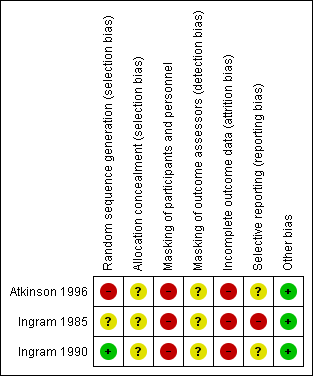 Random sequence generation (selection bias)
Allocation concealment (selection bias)
Masking of participants and personnel
Masking of outcome assessors (detection bias)
Incomplete outcome data (attrition bias)
Selective reporting (reporting bias)
Other bias
Atkinson 1996 - ? - ? - ? +
Ingram 1985 ? ? - ? - - +
Ingram 1990 + ? - ? - ? +